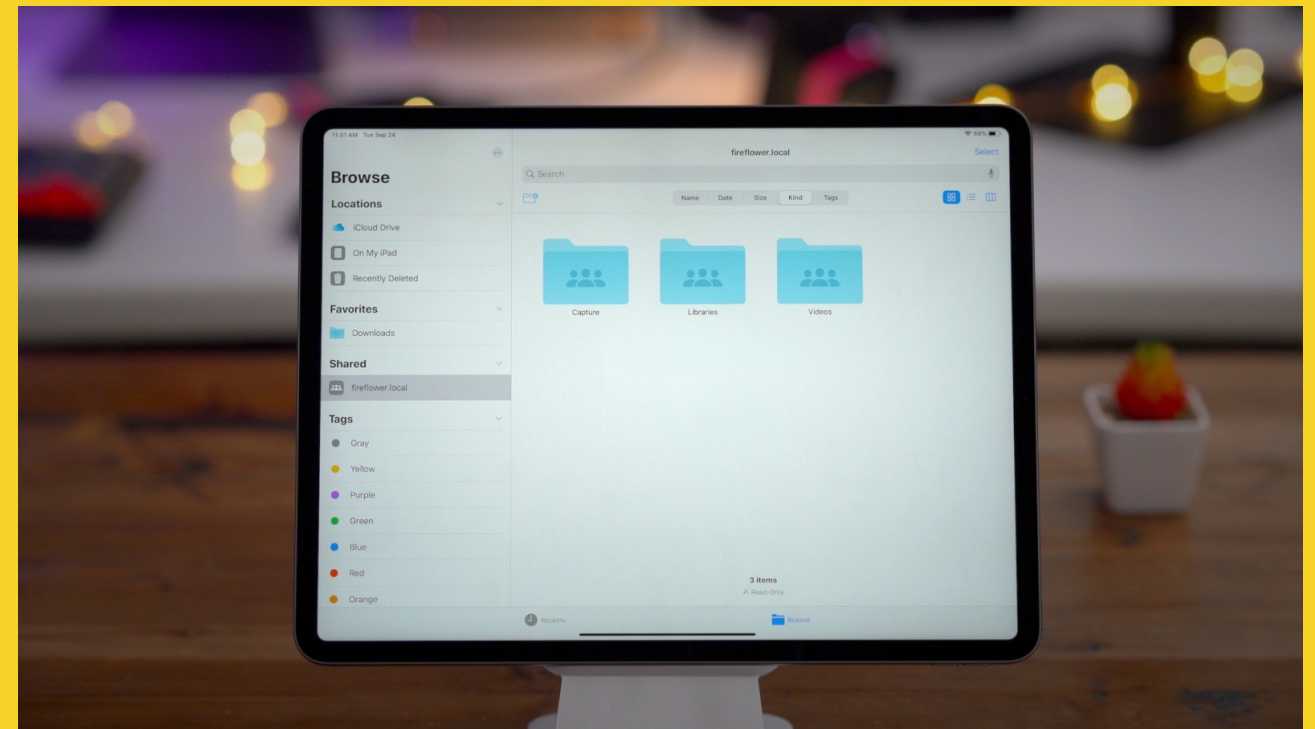 11:51 AM Tue Sep 24
68%
Browse
Locations
iCloud Drive
On My iPad
Recently Deleted
Favorites
Downloads
Shared
fireflower.local
Tags
Gray
Yellow
Purple
Green
Blue
Red
Orange
fireflower.local
Select
Search
Name Date Size Kind Tags
Capture Libraries Videos
3 items
Read-Only
Recents Browse